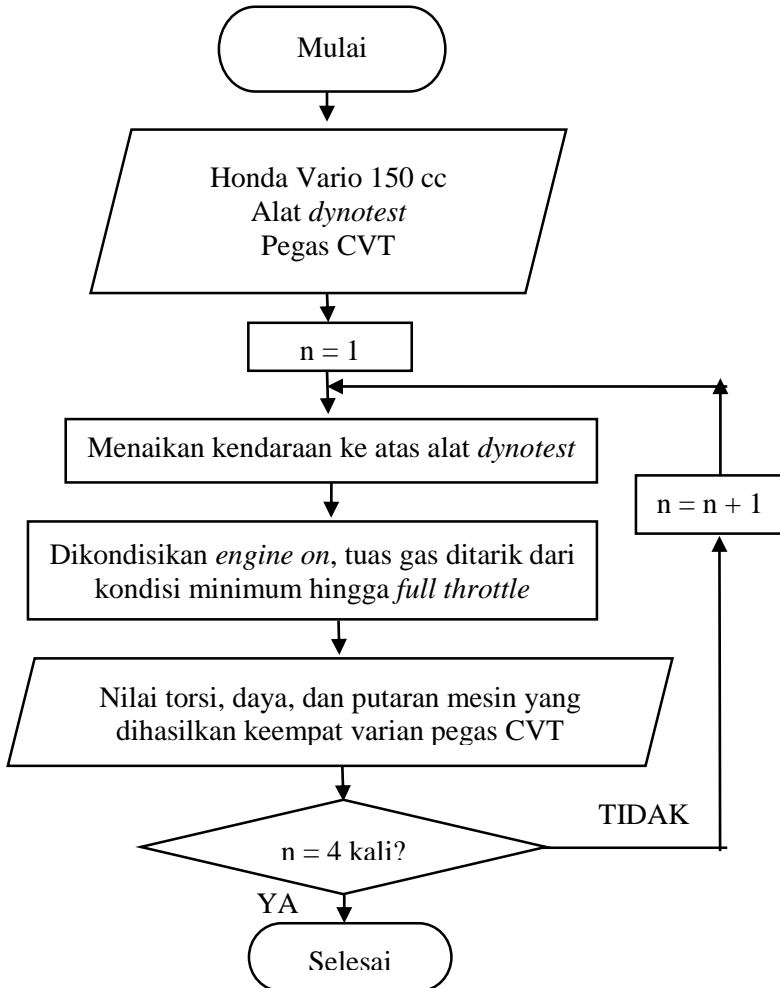 Mulai
Honda Vario 150 cc
Alat dynotest
Pegas CVT
n = 1
Menaikan kendaraan ke atas alat dynotest
n = n + 1
Dikondisikan engine on, tuas gas ditarik dari
kondisi minimum hingga full throttle
Nilai torsi, daya, dan putaran mesin yang
dihasilkan keempat varian pegas CVT
TIDAK
n = 4 kali?
YA
Selesai